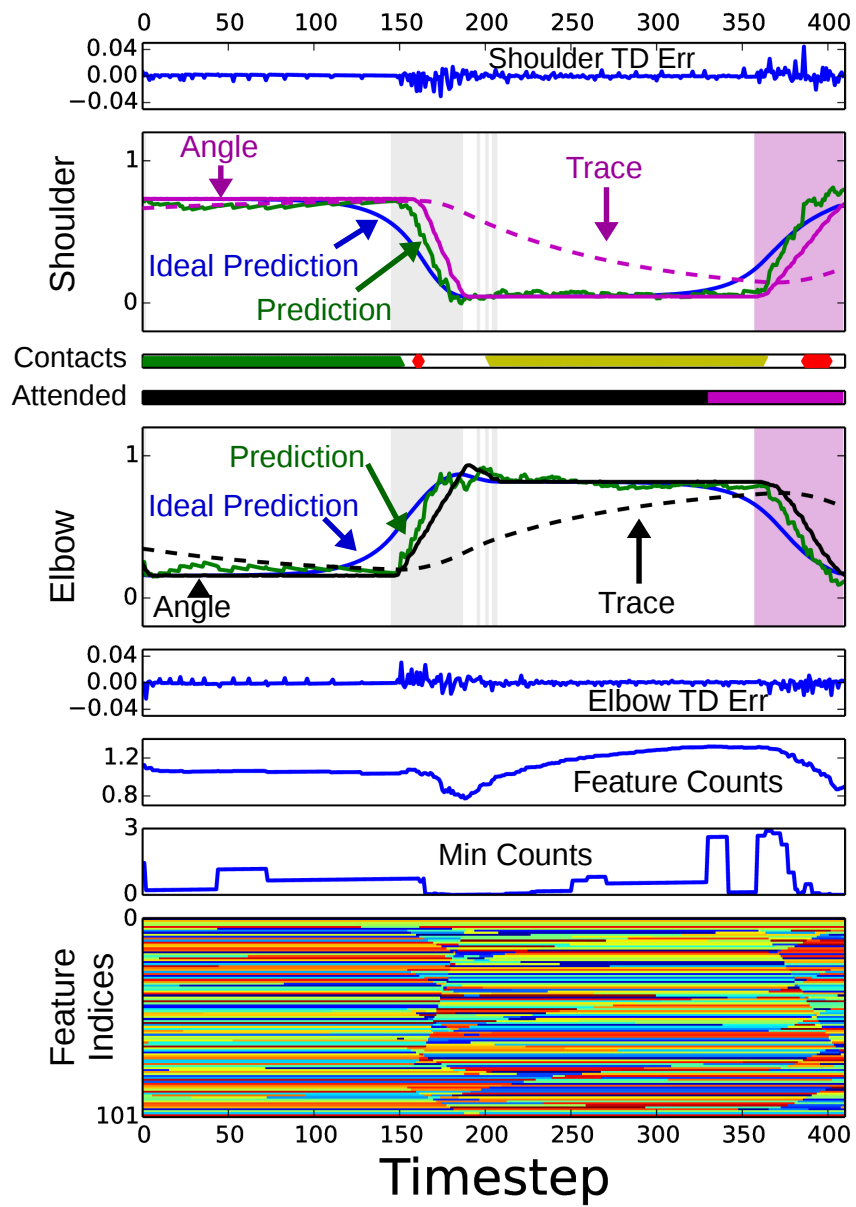 0 50 100 150 200 250 300 350 400
0.04
0.00
−0.04
Shoulder TD Err
Shoulder
1
0
Angle
Trace
Ideal Prediction
Prediction
Contacts
Attended
Elbow
1
0
Prediction
Ideal Prediction
Angle
Trace
0.04
0.00
−0.04
Elbow TD Err
1.2
0.8
Feature Counts
3
0
Min Counts
Feature
Indices
0
101
0 50 100 150 200 250 300 350 400
Timestep